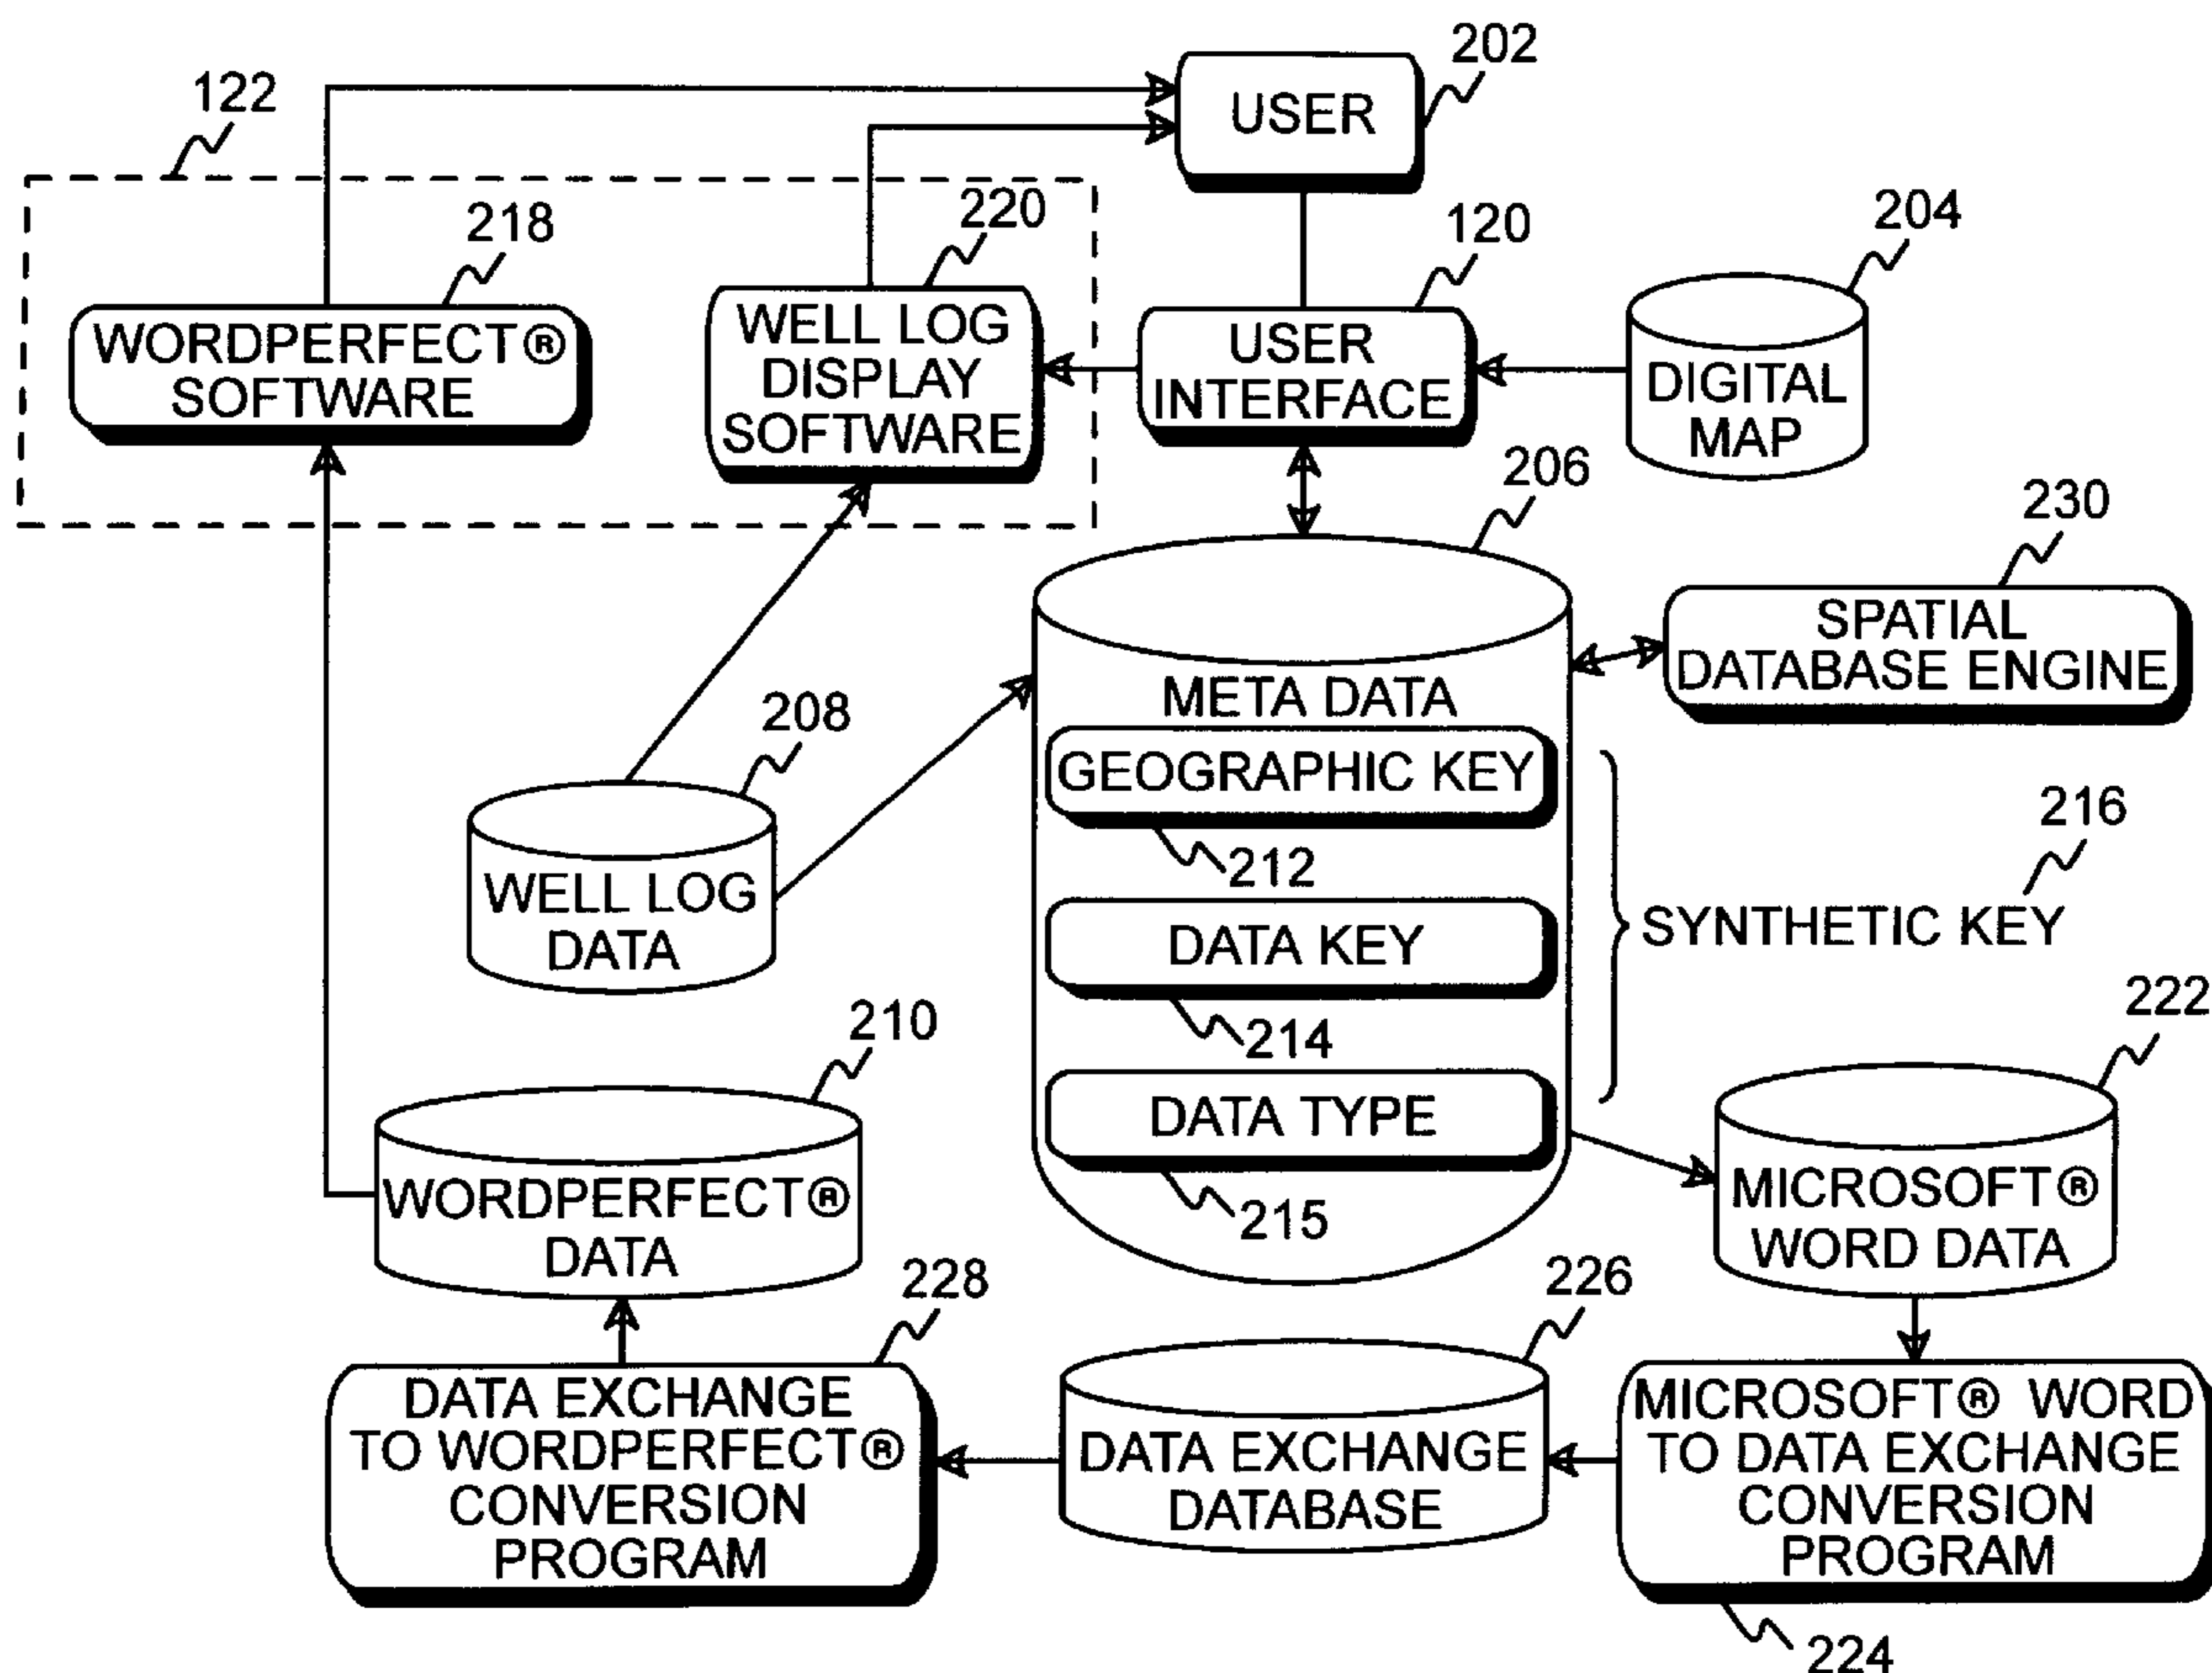 202
USER
122
220
204
218
120
WORDPERFECT®
SOFTWARE
WELL LOG
DISPLAY
SOFTWARE
USER
INTERFACE
DIGITAL
MAP
206
230
SPATIAL
DATABASE ENGINE
META DATA
208
GEOGRAPHIC KEY
216
212
WELL LOG
DATA
DATA KEY
SYNTHETIC KEY
214
222
210
DATA TYPE
215
WORDPERFECT®
DATA
MICROSOFT®
WORD DATA
228
226
DATA EXCHANGE
TO WORDPERFECT®
CONVERSION
PROGRAM
DATA EXCHANGE
DATABASE
MICROSOFT® WORD
TO DATA EXCHANGE
CONVERSION
PROGRAM
224